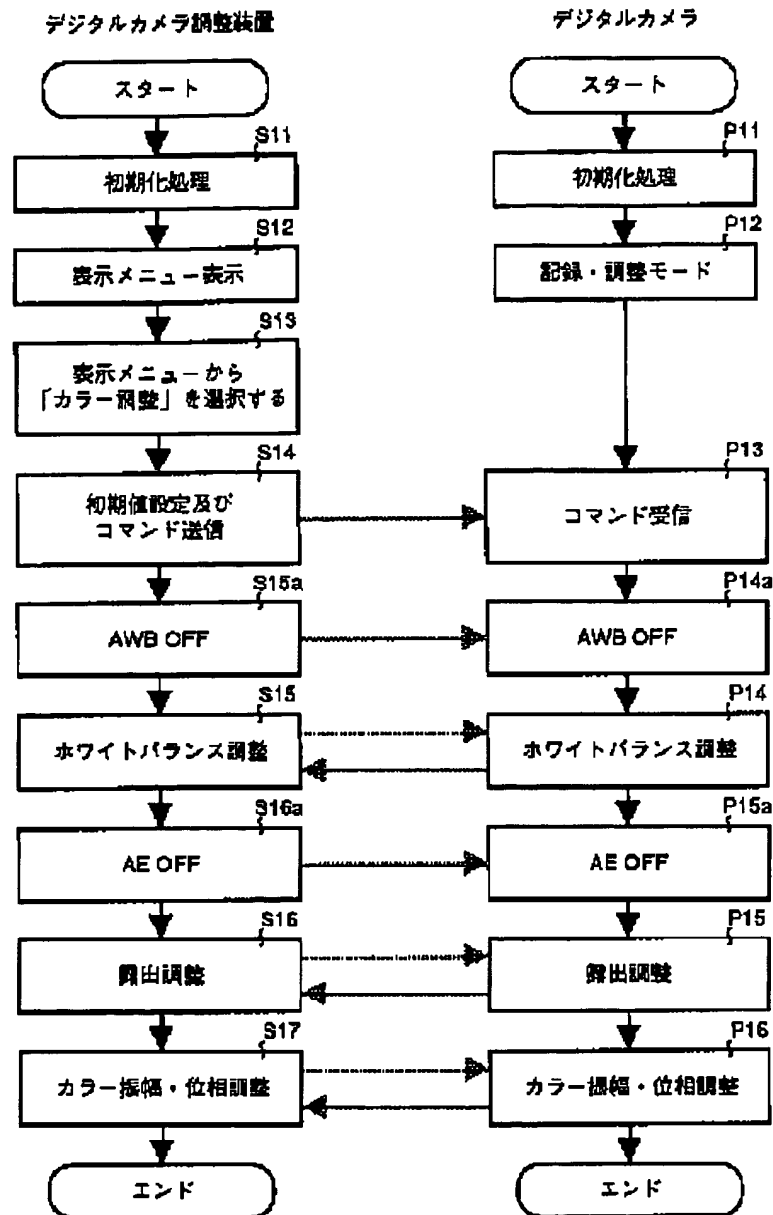 デジタルカメラ調整装置
スタート
S11
初期化処理
S12
表示メニュー表示
S13
表示メニューから
「カラー調整」を選択する
S14
初期値設定及び
コマンド送信
S15a
AWB OFF
S15
ホワイトバランス調整
S16a
AE OFF
S16
露出調整
S17
カラー振幅・位相調整
エンド
デジタルカメラ
スタート
P11
初期化処理
P12
記録・調整モード
P13
コマンド受信
P14a
AWB OFF
P14
ホワイトバランス調整
P15a
AE OFF
P15
露出調整
P16
カラー振幅・位相調整
エンド